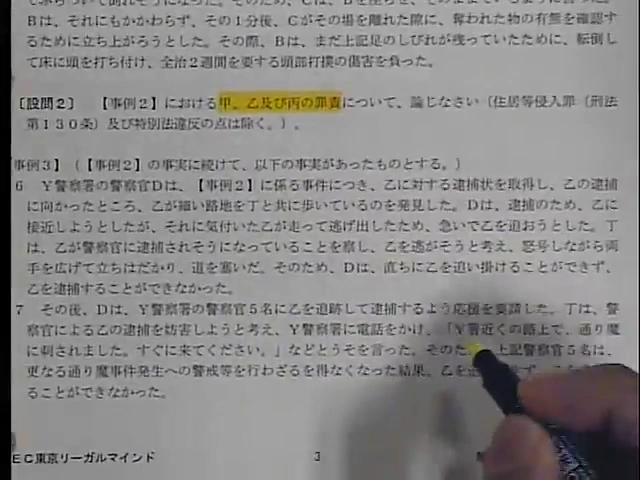 Bは、それにもかかわらず、その１分後、Cがその場を離れた隙に、奪われた物の有無を確認す
るために立ち上がろうとした。その際、Bは、まだ上記足のしびれが残っていたために、転倒し
て床に頭を打ち付け、全治２週間を要する頭部打撲の傷害を負った。
〔設問２〕　【事例２】における甲、乙及び丙の罪責について、論じなさい（住居等侵入罪（刑法
第１３０条）及び特別法違反の点は除く。）。
事例３】（【事例２】の事実に続けて、以下の事実があったものとする。）
６　Ｙ警察署の警察官Dは、【事例２】に係る事件につき、乙に対する逮捕状を取得し、乙の逮捕
に向かったところ、乙が細い路地を丁と共に歩いているのを発見した。Dは、逮捕のため、乙に
接近しようとしたが、それに気付いた乙が走って逃げ出したため、急いで乙を追おうとした。丁
は、乙が警察官に逮捕されそうになっていることを察し、乙を逃がそうと考え、怒号しながら両
手を広げて立ちはだかり、道を塞いだ。そのため、Dは、直ちに乙を追い掛けることができず、
乙を逮捕することができなかった。
７　その後、Dは、Ｙ警察署の警察官５名に乙を追跡して逮捕するよう応援を要請した。丁は、警
察官による乙の逮捕を妨害しようと考え、Ｙ警察署に電話をかけ、「Ｙ署近くの路上で、通り魔
に刺されました。すぐに来てください。」などとうそを言った。そのた　上記警察官５名は、
更なる通り魔事件発生への警戒等を行わざるを得なくなった結果、乙を
ることができなかった。
ＥＣ東京リーガルマインド
3